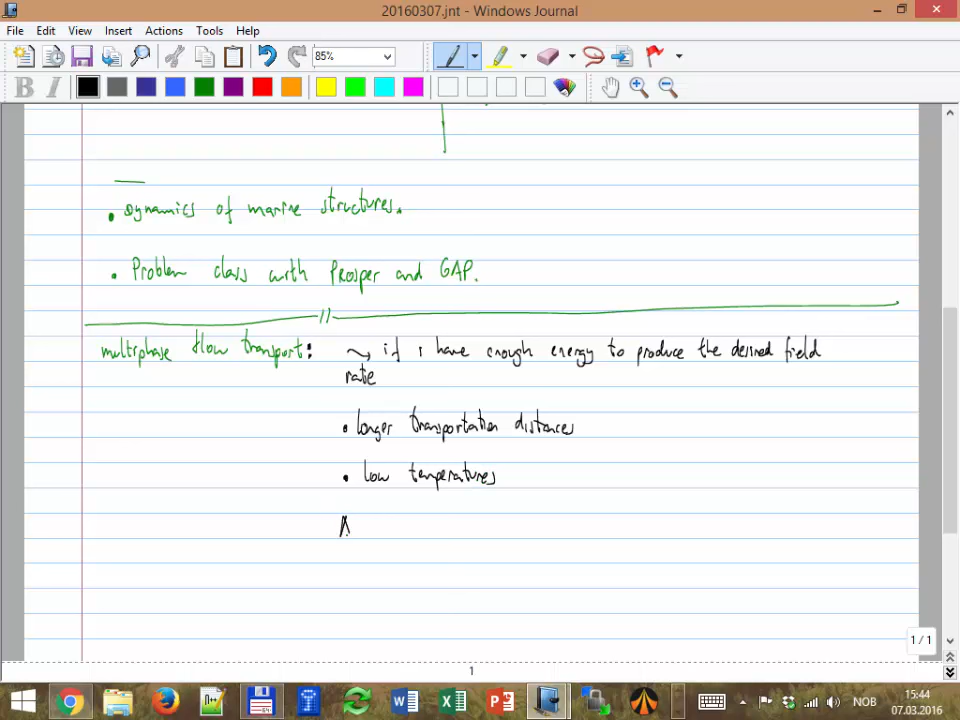 20160307.jnt - Windows Journal
File Edit View Insert Actions Tools Help
85%
B I
• Dynamics of marine structures.
• Problem class with Prosper and GAP.
multiphase flow transport: if I have enough energy to produce the desired field
rate
• longer transportation distances
• low temperatures
1 / 1
1
15:44
NOB
07.03.2016